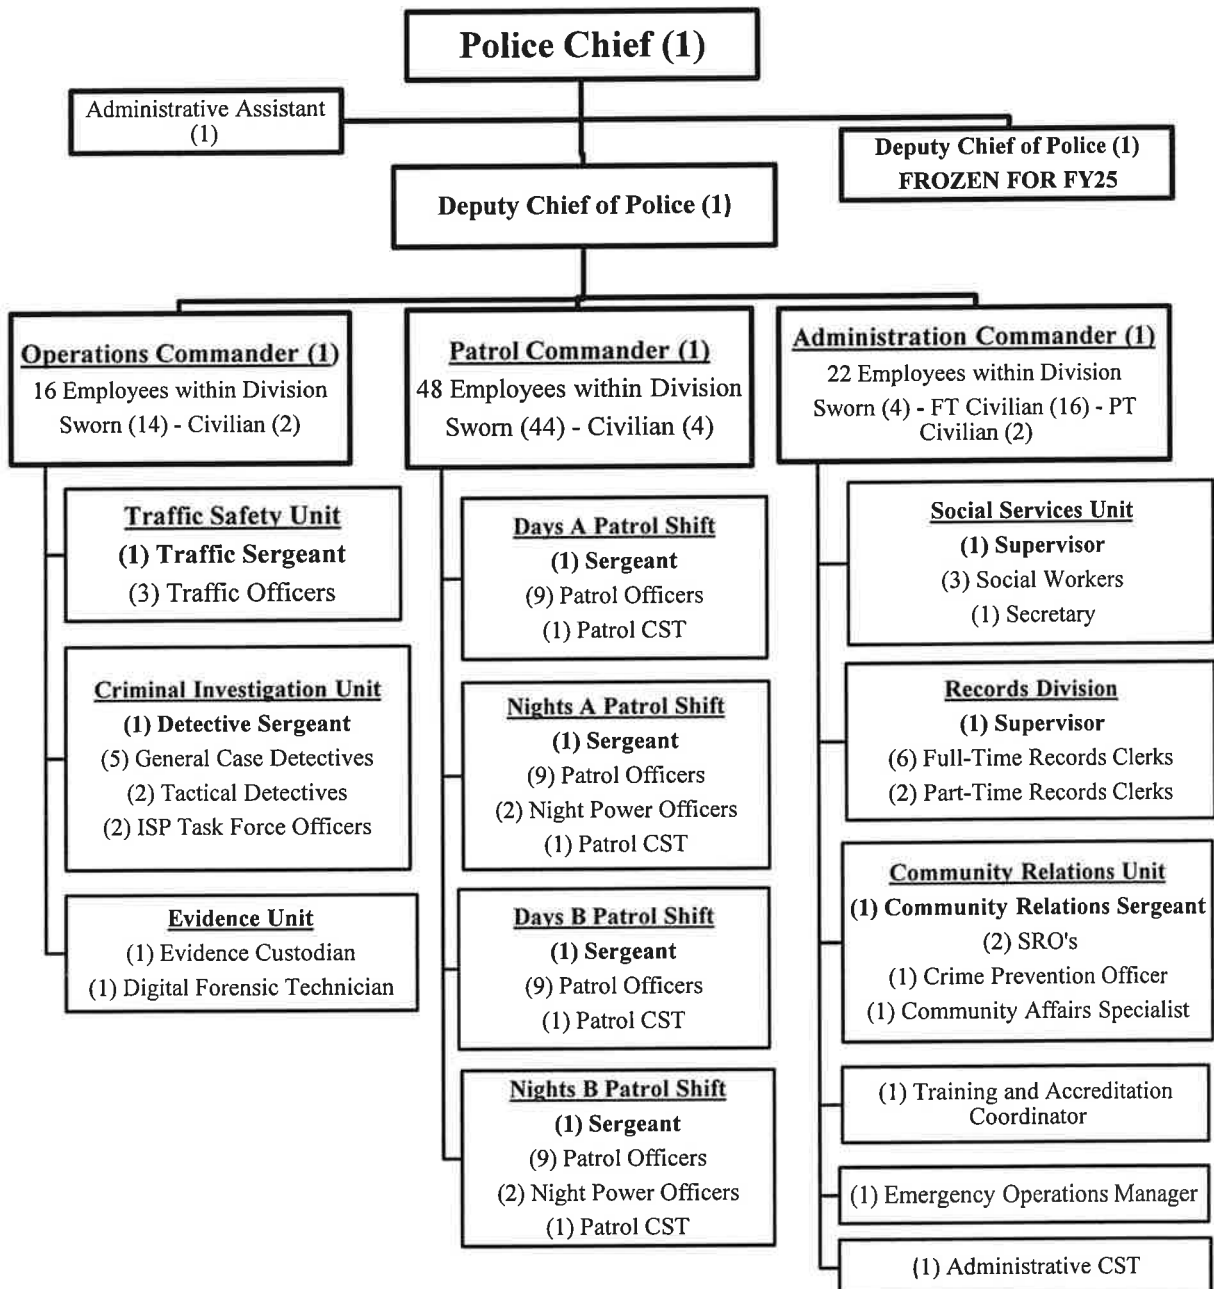 Police Chief (1)
Administrative Assistant
(1)
Deputy Chief of Police (1)
FROZEN FOR FY25
Deputy Chief of Police (1)
Operations Commander (1)
16 Employees within Division
Sworn (14) - Civilian (2)
Traffic Safety Unit
(1) Traffic Sergeant
(3) Traffic Officers
Criminal Investigation Unit
(1) Detective Sergeant
(5) General Case Detectives
(2) Tactical Detectives
(2) ISP Task Force Officers
Evidence Unit
(1) Evidence Custodian
(1) Digital Forensic Technician
Patrol Commander (1)
48 Employees within Division
Sworn (44) - Civilian (4)
Days A Patrol Shift
(1) Sergeant
(9) Patrol Officers
(1) Patrol CST
Nights A Patrol Shift
(1) Sergeant
(9) Patrol Officers
(2) Night Power Officers
(1) Patrol CST
Days B Patrol Shift
(1) Sergeant
(9) Patrol Officers
(1) Patrol CST
Nights B Patrol Shift
(1) Sergeant
(9) Patrol Officers
(2) Night Power Officers
(1) Patrol CST
Administration Commander (1)
22 Employees within Division
Sworn (4) - FT Civilian (16) - PT
Civilian (2)
Social Services Unit
(1) Supervisor
(3) Social Workers
(1) Secretary
Records Division
(1) Supervisor
(6) Full-Time Records Clerks
(2) Part-Time Records Clerks
Community Relations Unit
(1) Community Relations Sergeant
(2) SRO's
(1) Crime Prevention Officer
(1) Community Affairs Specialist
(1) Training and Accreditation
Coordinator
(1) Emergency Operations Manager
(1) Administrative CST